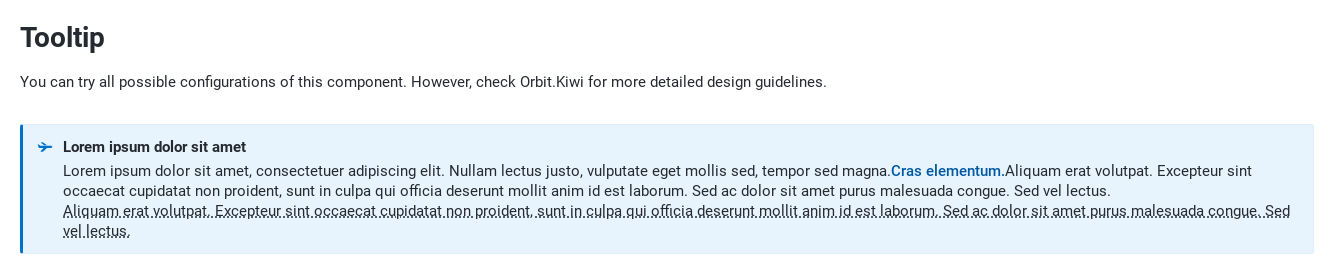 Tooltip
You can try all possible configurations of this component. However, check Orbit.Kiwi for more detailed design guidelines.
Lorem ipsum dolor sit amet
Lorem ipsum dolor sit amet, consectetuer adipiscing elit. Nullam lectus justo, vulputate eget mollis sed, tempor sed magna.Cras elementum.Aliquam erat volutpat. Excepteur sint
occaecat cupidatat non proident, sunt in culpa qui officia deserunt mollit anim id est laborum. Sed ac dolor sit amet purus malesuada congue. Sed vel lectus.
Aliquam erat volutpat. Excepteur sint occaecat cupidatat non proident, sunt in culpa qui officia deserunt mollit anim id est laborum. Sed ac dolor sit amet purus malesuada congue. Sed
vel lectus.